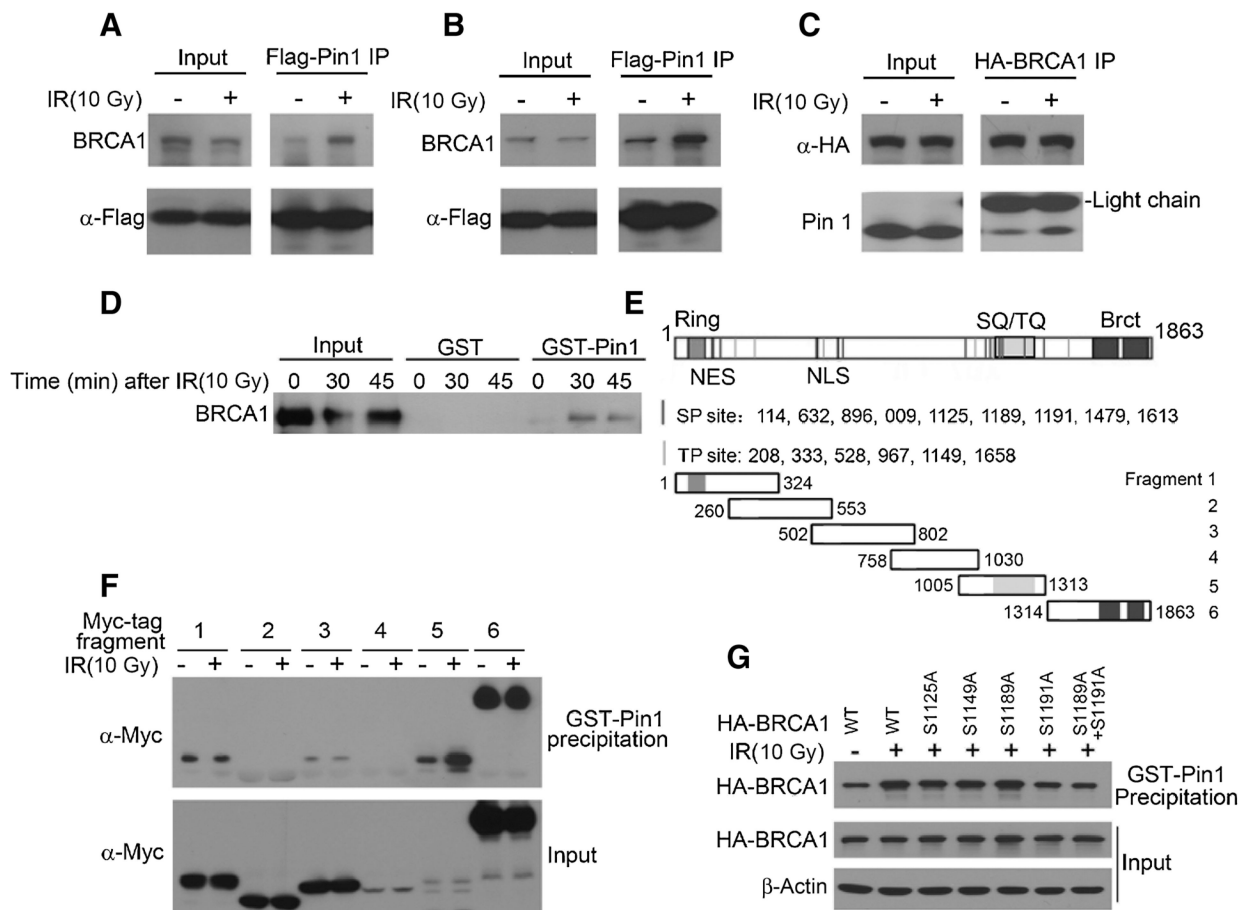 A
Input Flag-Pin1 IP
IR(10 Gy) - + - +
BRCA1
α-Flag
B
Input Flag-Pin1 IP
IR(10 Gy) - + - +
BRCA1
α-Flag
C
Input HA-BRCA1 IP
IR(10 Gy) - + - +
α-HA
Pin 1
-Light chain
D
Input GST GST-Pin1
Time (min) after IR(10 Gy) 0 30 45 0 30 45 0 30 45
BRCA1
E
1 Ring SQ/TQ Brct 1863
NES NLS
SP site: 114, 632, 896, 009, 1125, 1189, 1191, 1479, 1613
TP site: 208, 333, 528, 967, 1149, 1658
1 324 Fragment 1
260 553 2
502 802 3
758 1030 4
1005 1313 5
1314 1863 6
F
Myc-tag
fragment 1 2 3 4 5 6
IR(10 Gy) - + - + - + - + - + - +
α-Myc
GST-Pin1
precipitation
α-Myc
Input
G
HA-BRCA1 WT WT S1125A S1149A S1189A S1191A S1189A
+S1191A
IR(10 Gy) - + + + + + +
HA-BRCA1
GST-Pin1
Precipitation
HA-BRCA1
β-Actin
Input